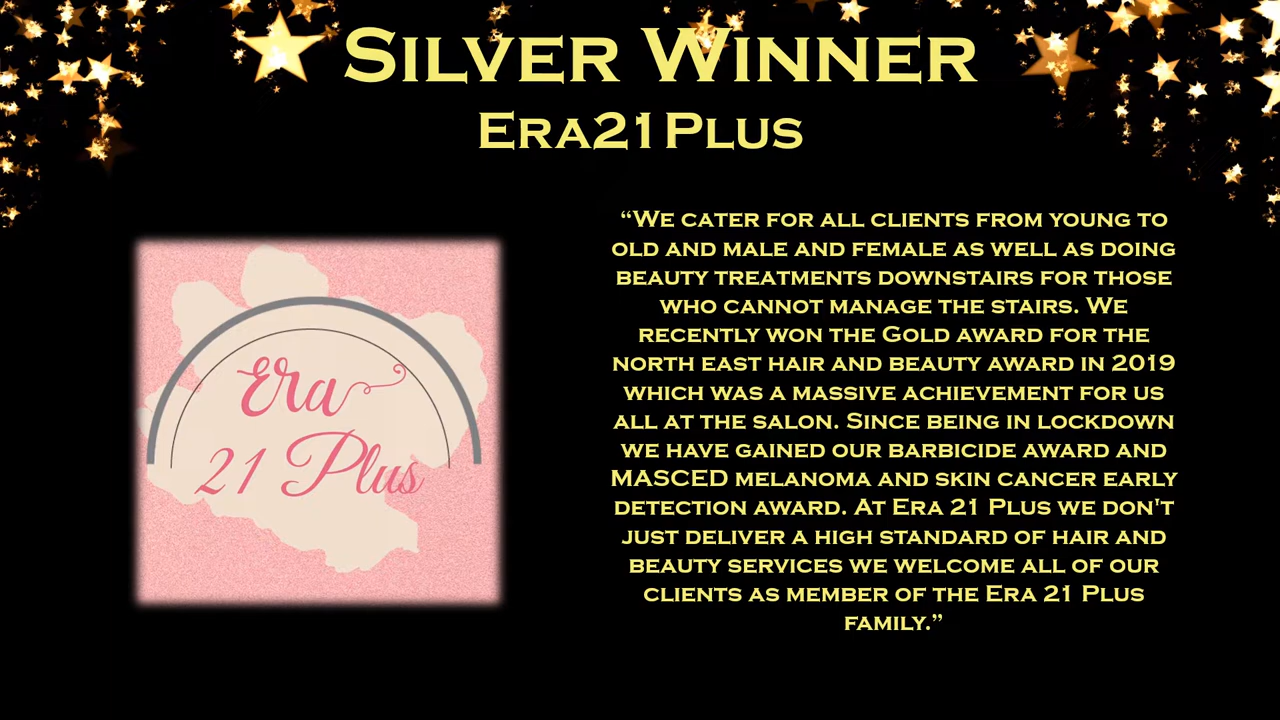 Silver Winner
Era21Plus
“We cater for all clients from young to
old and male and female as well as doing
beauty treatments downstairs for those
who cannot manage the stairs. We
recently won the Gold award for the
north east hair and beauty award in 2019
which was a massive achievement for us
all at the salon. Since being in lockdown
we have gained our barbicide award and
MASCED melanoma and skin cancer early
detection award. At Era 21 Plus we don't
just deliver a high standard of hair and
beauty services we welcome all of our
clients as member of the Era 21 Plus
family.”
Era
21 Plus